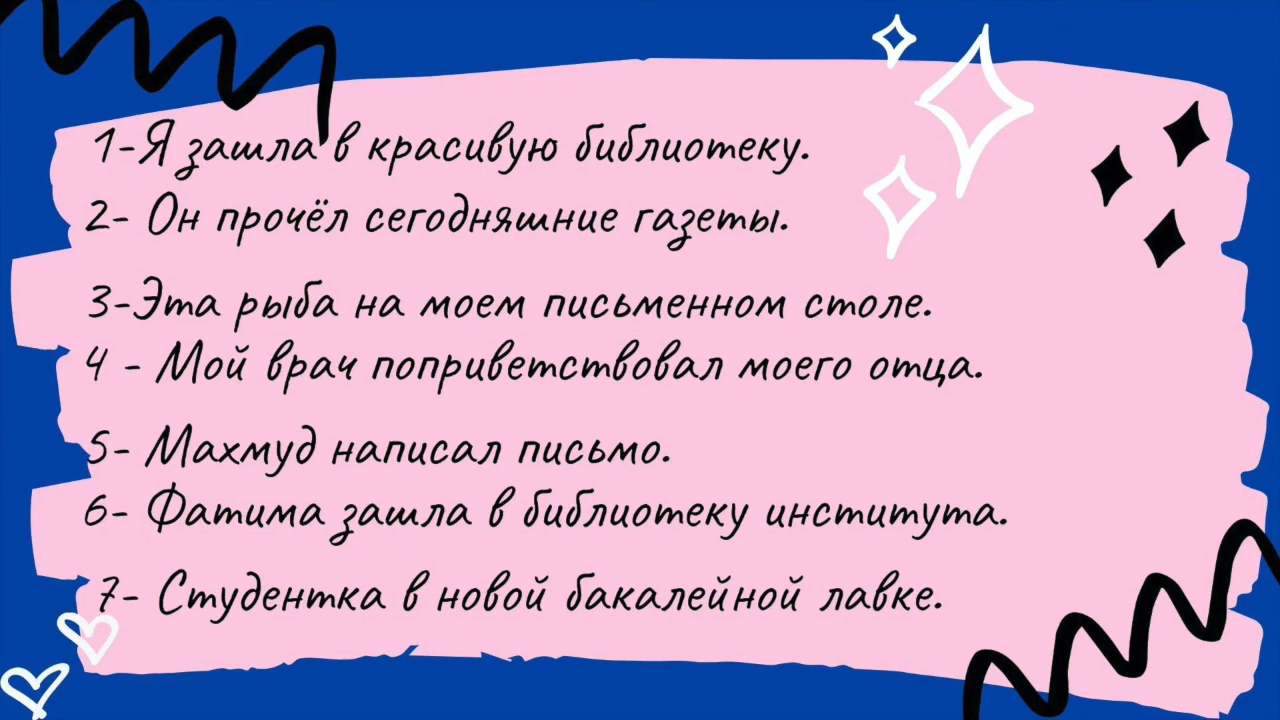 1-Я зашла в красивую библиотеку.
2- Он прочёл сегодняшние газеты.
3-Эта рыба на моем письменном столе.
4 - Мой врач поприветствовал моего отца.
5- Махмуд написал письмо.
6- Фатима зашла в библиотеку института.
7- Студентка в новой бакалейной лавке.